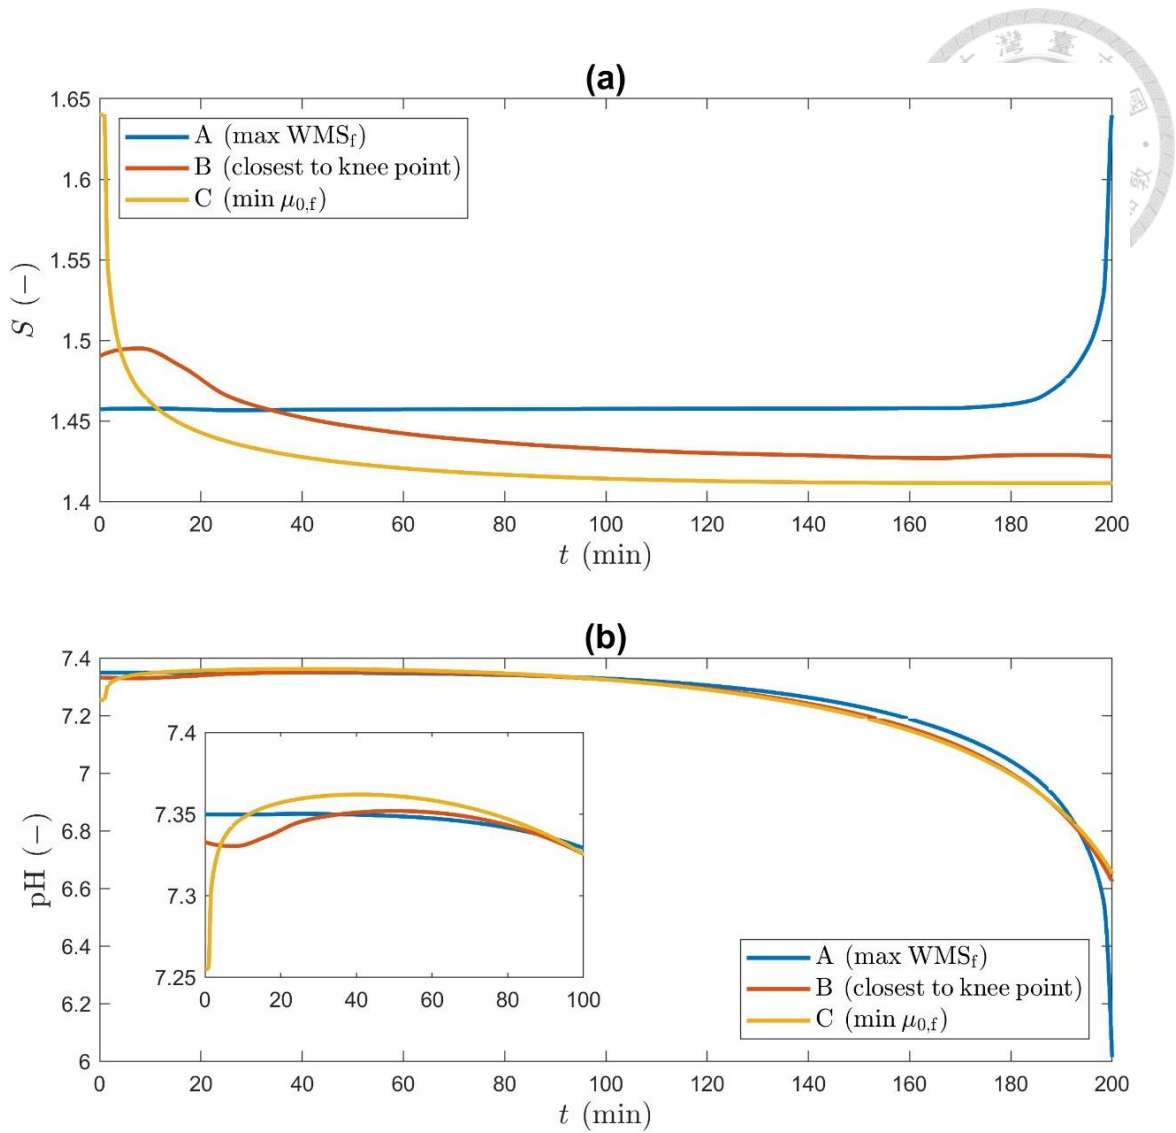 灣 臺
國
(a)
1.65
1.6
1.55
1.5
1.45
1.4
S (−)
A (max WMSf)
B (closest to knee point)
C (min μ0,f)
0 20 40 60 80 100 120 140 160 180 200
t (min)
(b)
7.4
7.2
7
6.8
6.6
6.4
6.2
6
pH (−)
7.4
7.35
7.3
7.25
0 20 40 60 80 100
A (max WMSf)
B (closest to knee point)
C (min μ0,f)
0 20 40 60 80 100 120 140 160 180 200
t (min)